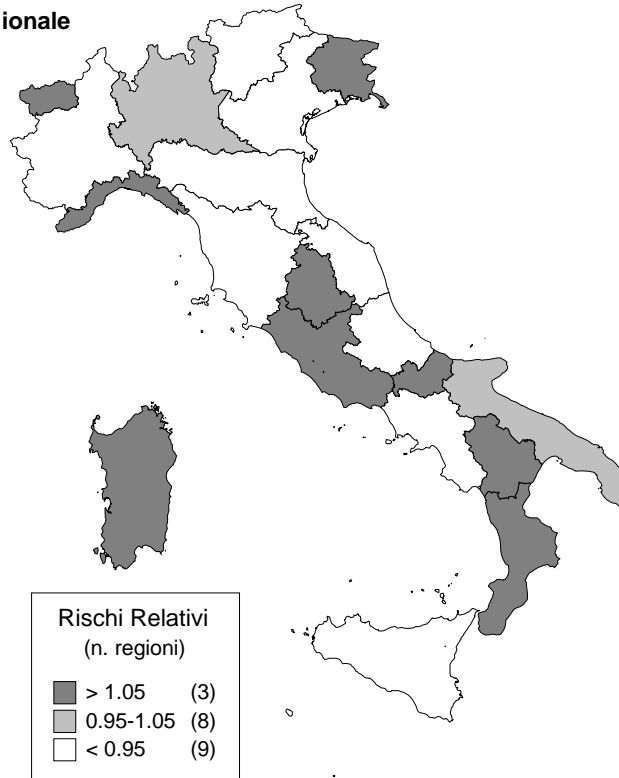 ionale
Rischi Relativi
(n. regioni)
> 1.05 (3)
0.95-1.05 (8)
< 0.95 (9)